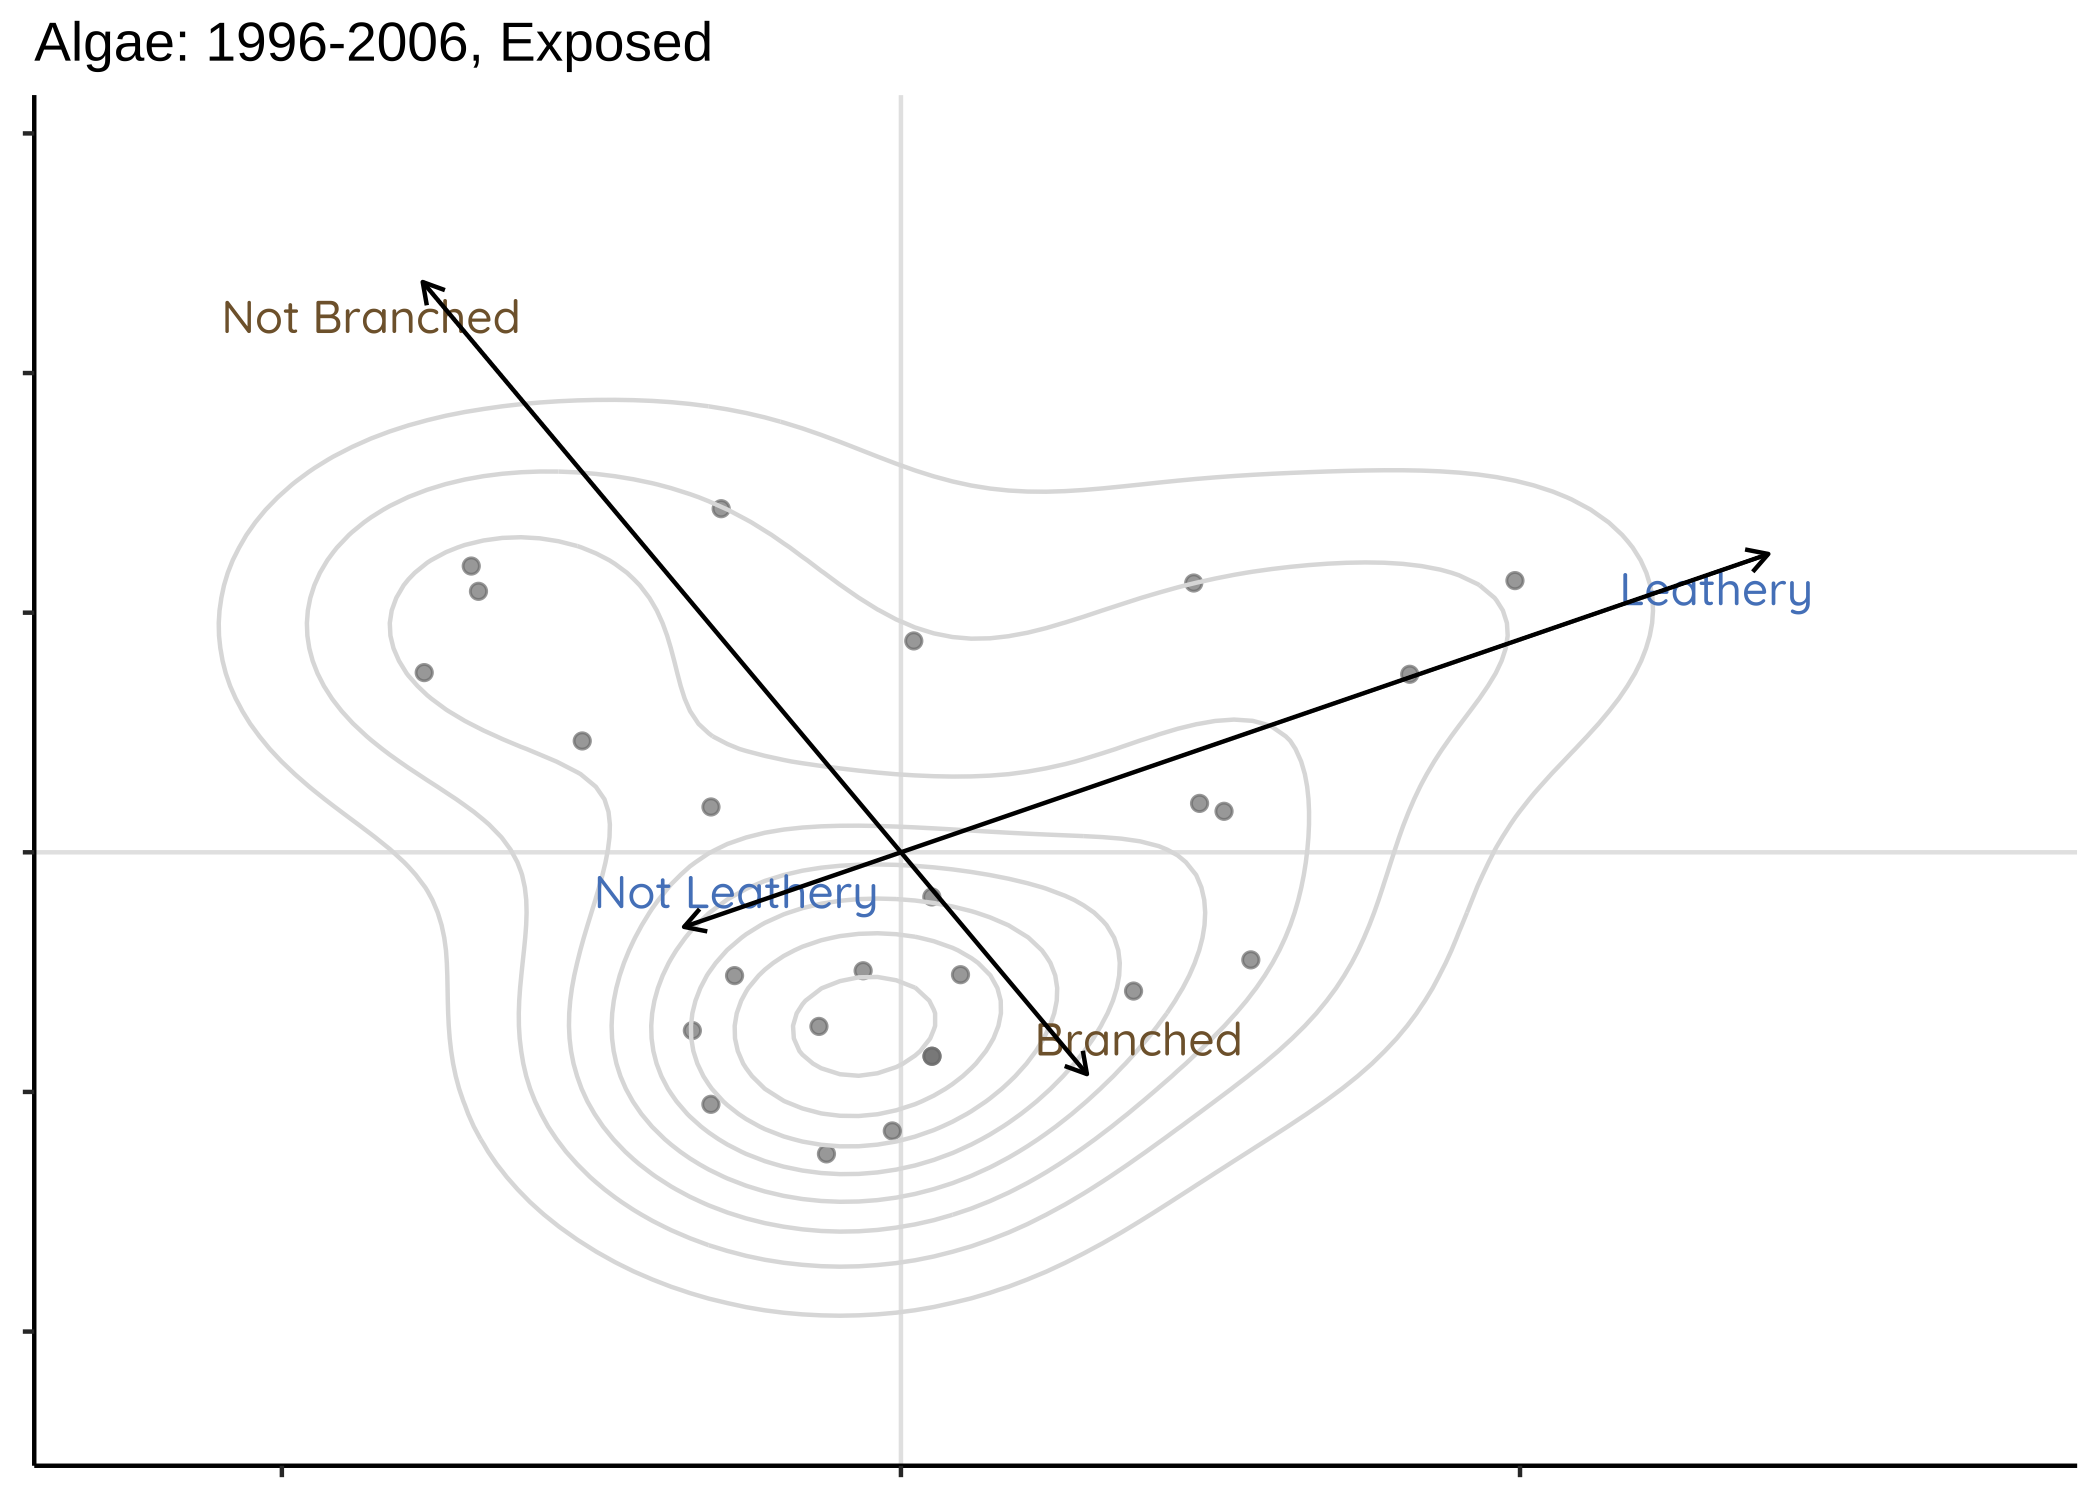 Algae: 1996-2006, Exposed
Not Branched
Leathery
Not Leathery
Branched